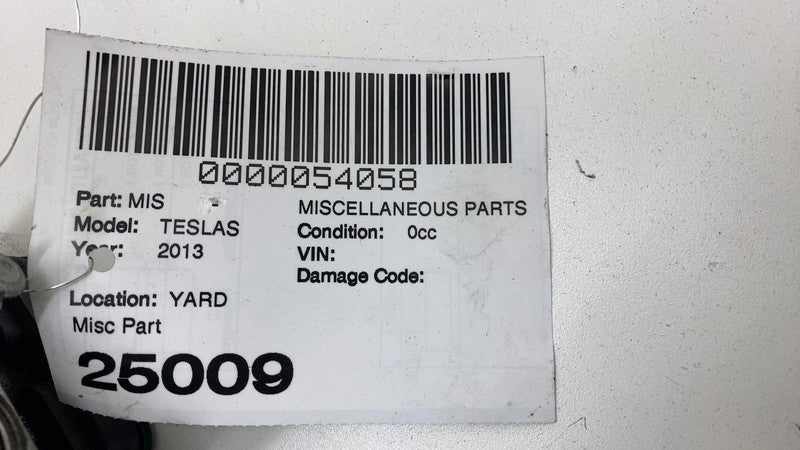 0000054058
Part: MIS - MISCELLANEOUS PARTS
Model: TESLAS Condition: 0cc
Year: 2013 VIN:
Damage Code:
Location: YARD
Misc Part
25009